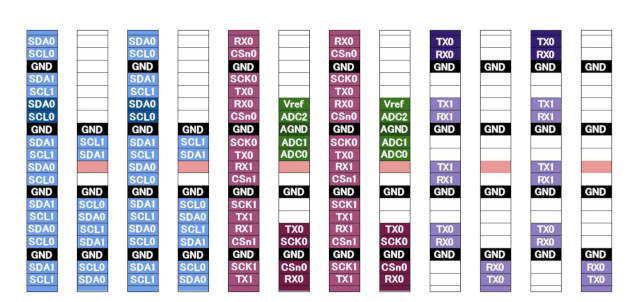 SDA0 SDA0 RX0 RX0 TX0 TX0
SCL0 SCL0 CSn0 CSn0 RX0 RX0
GND GND GND GND GND GND GND GND
SDA1 SDA1 SCK0 SCK0
SCL1 SCL1 TX0 TX0
SDA0 SDA0 RX0 Vref RX0 Vref TX1 TX1
SCL0 SCL0 CSn0 ADC2 CSn0 ADC2 RX1 RX1
GND GND GND GND GND AGND GND AGND GND GND GND GND
SDA1 SCL1 SDA1 SCL1 SCK0 ADC1 SCK0 ADC1
SCL1 SDA1 SCL1 SDA1 TX0 ADC0 TX0 ADC0
SDA0 SDA0 RX1 RX1 TX1 TX1
SCL0 SCL0 CSn1 CSn1 RX1 RX1
GND GND GND GND GND GND GND GND GND GND GND GND
SDA1 SCL0 SDA1 SCL0 SCK1 SCK1
SCL1 SDA0 SCL1 SDA0 TX1 TX1
SDA0 SCL1 SDA0 SCL1 RX1 TX0 RX1 TX0 TX0 TX0
SCL0 SDA1 SCL0 SDA1 CSn1 SCK0 CSn1 SCK0 RX0 RX0
GND GND GND GND GND GND GND GND GND GND GND GND
SDA1 SCL0 SDA1 SCL0 SCK1 CSn0 SCK1 CSn0 RX0 RX0
SCL1 SDA0 SCL1 SDA0 TX1 RX0 TX1 RX0 TX0 TX0